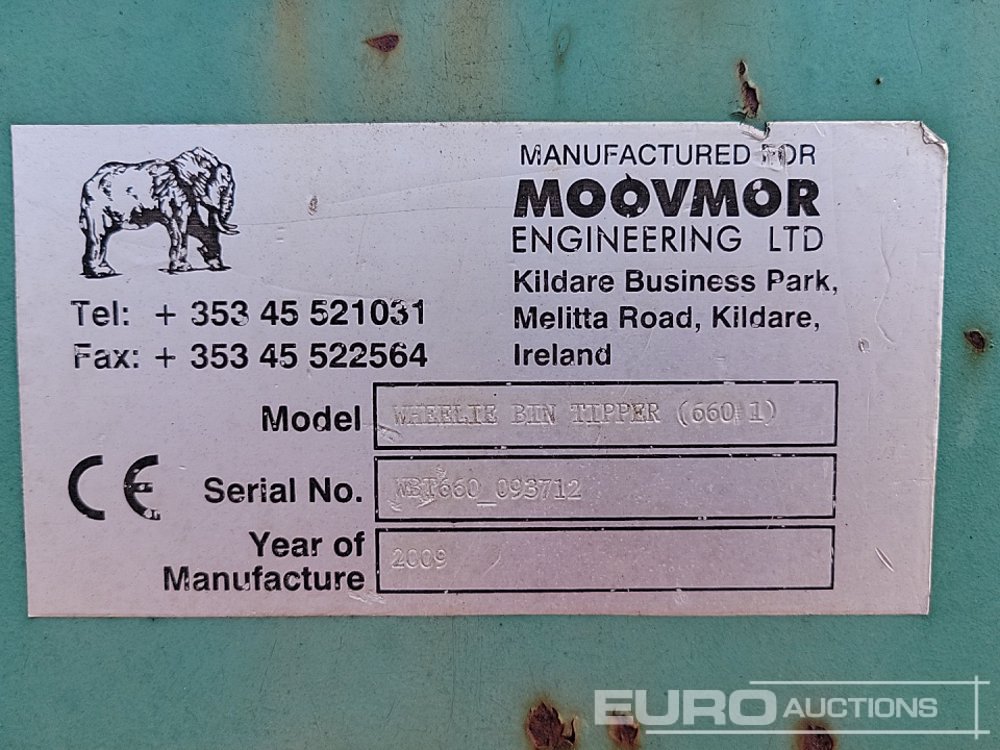 MANUFACTURED FOR
MOOVMOR
ENGINEERING LTD
Kildare Business Park,
Melitta Road, Kildare,
Ireland
Tel: + 353 45 521031
Fax: + 353 45 522564
Model WHEELIE BIN TIPPER (660 1)
CE Serial No. WBT660_093712
Year of
Manufacture 2009
EURO AUCTIONS